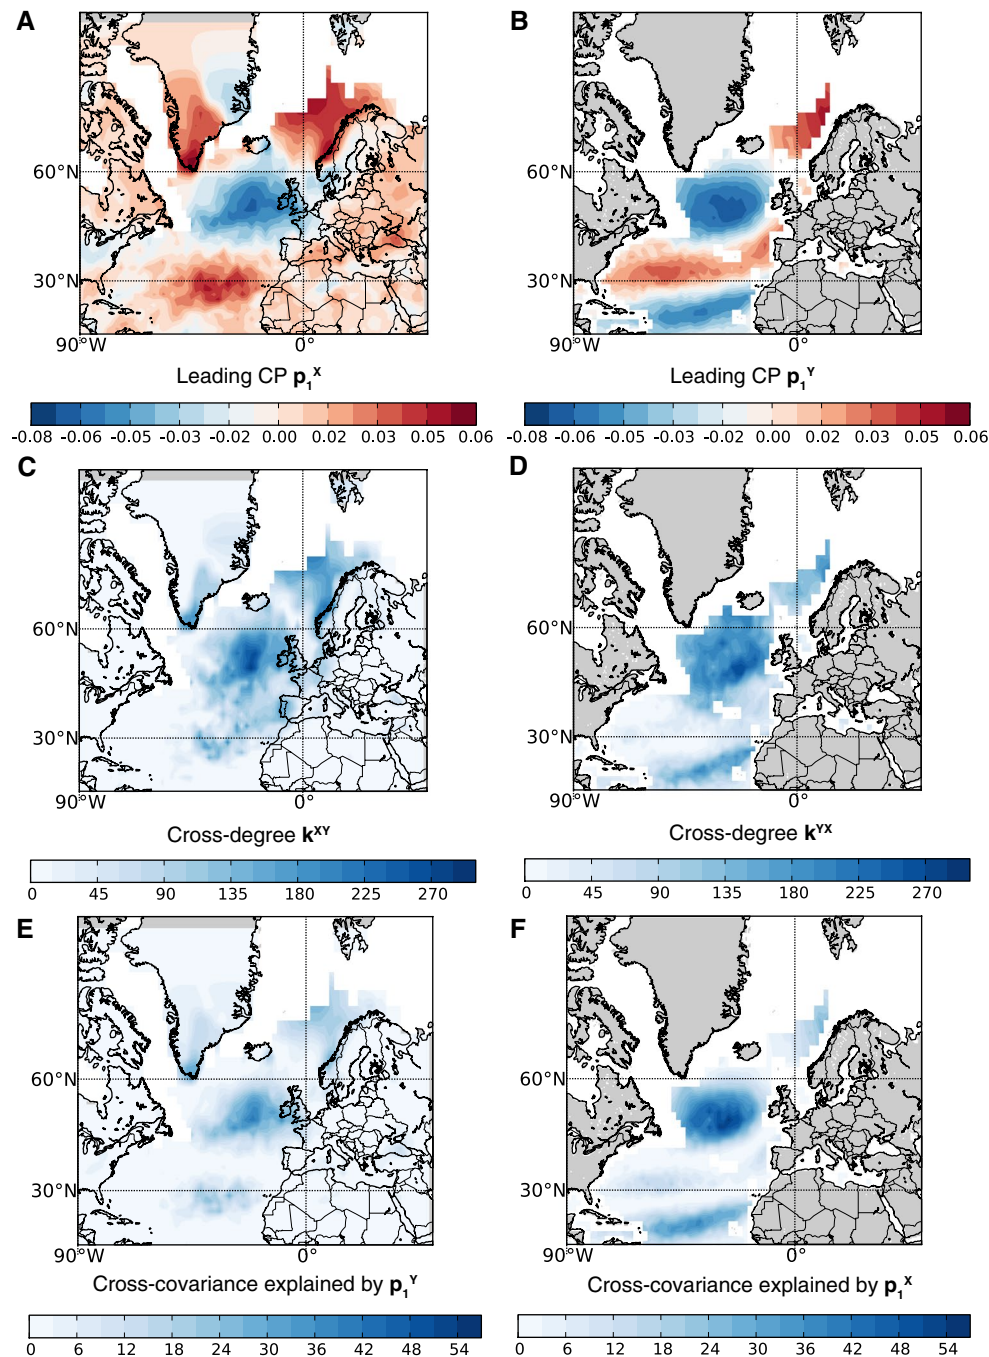 A
B
60°N
60°N
30°N
30°N
90°W 0°
90°W 0°
Leading CP p₁ˣ
Leading CP p₁ʸ
-0.08 -0.06 -0.05 -0.03 -0.02 0.00 0.02 0.03 0.05 0.06
-0.08 -0.06 -0.05 -0.03 -0.02 0.00 0.02 0.03 0.05 0.06
C
D
60°N
60°N
30°N
30°N
90°W 0°
90°W 0°
Cross-degree kˣʸ
Cross-degree kʸˣ
0 45 90 135 180 225 270
0 45 90 135 180 225 270
E
F
60°N
60°N
30°N
30°N
90°W 0°
90°W 0°
Cross-covariance explained by p₁ʸ
Cross-covariance explained by p₁ˣ
0 6 12 18 24 30 36 42 48 54
0 6 12 18 24 30 36 42 48 54